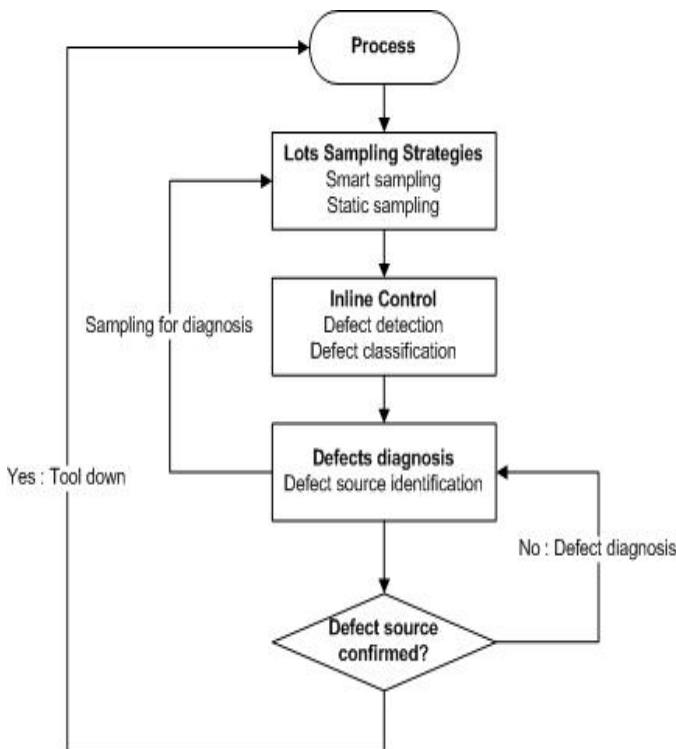 Process
Lots Sampling Strategies
Smart sampling
Static sampling
Inline Control
Defect detection
Defect classification
Sampling for diagnosis
Defects diagnosis
Defect source identification
Yes : Tool down
No : Defect diagnosis
Defect source
confirmed?